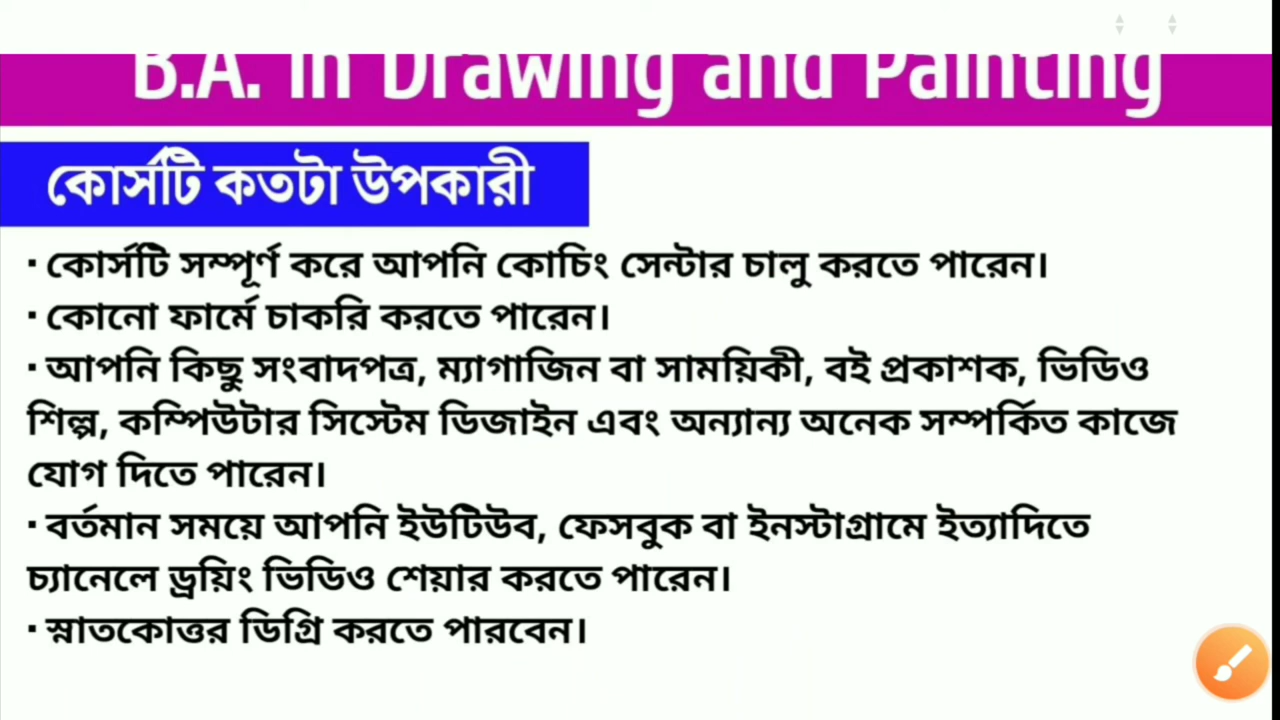 B.A. in Drawing and Painting
কোর্সটি কতটা উপকারী
· কোর্সটি সম্পূর্ণ করে আপনি কোচিং সেন্টার চালু করতে পারেন।
· কোনো ফার্মে চাকরি করতে পারেন।
· আপনি কিছু সংবাদপত্র, ম্যাগাজিন বা সাময়িকী, বই প্রকাশক, ভিডিও
শিল্প, কম্পিউটার সিস্টেম ডিজাইন এবং অন্যান্য অনেক সম্পর্কিত কাজে
যোগ দিতে পারেন।
· বর্তমান সময়ে আপনি ইউটিউব, ফেসবুক বা ইনস্টাগ্রামে ইত্যাদিতে
চ্যানেলে ড্রয়িং ভিডিও শেয়ার করতে পারেন।
· স্নাতকোত্তর ডিগ্রি করতে পারবেন।